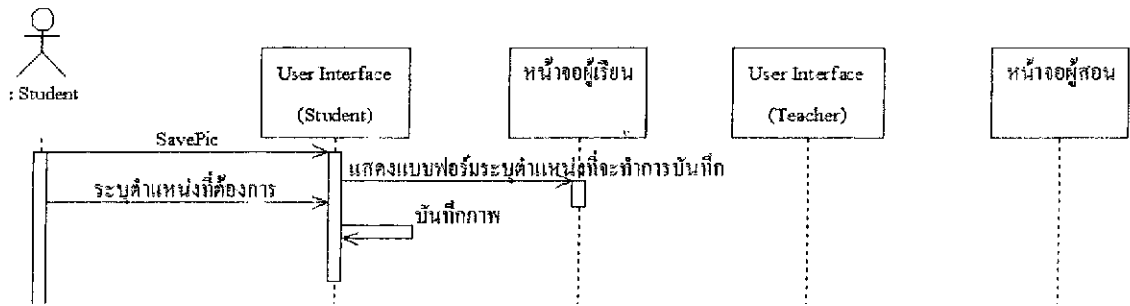 : Student
User Interface
(Student)
หน้าจอผู้เรียน
User Interface
(Teacher)
หน้าจอผู้สอน
SavePic
แสดงแบบฟอร์มระบุตำแหน่งที่จะทำการบันทึก
ระบุตำแหน่งที่ต้องการ
บันทึกภาพ